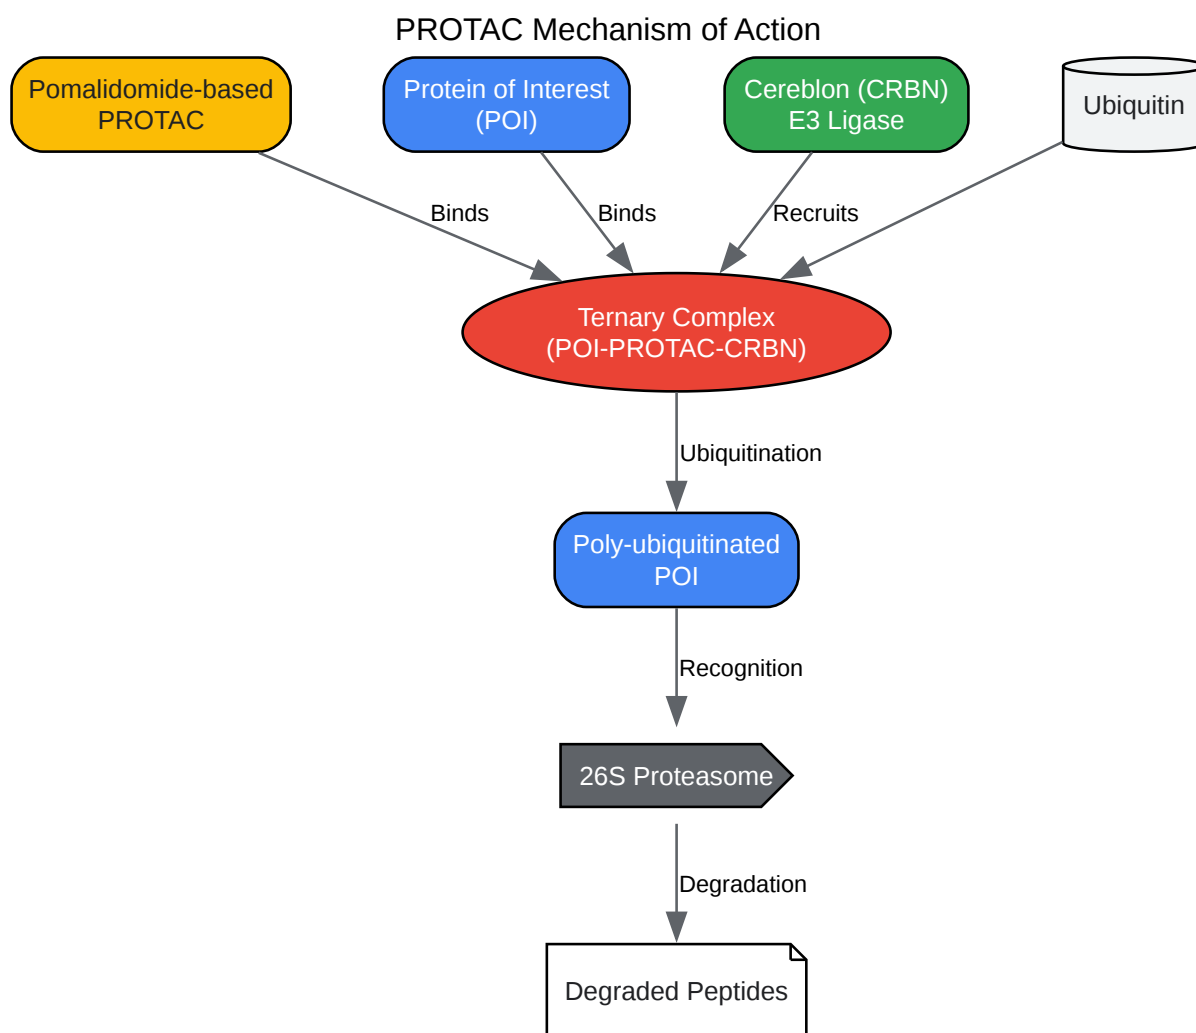 PROTAC Mechanism of Action
Pomalidomide-based
PROTAC
Protein of Interest
(POI)
Cereblon (CRBN)
E3 Ligase
Ubiquitin
Binds
Binds
Recruits
Ternary Complex
(POI-PROTAC-CRBN)
Ubiquitination
Poly-ubiquitinated
POI
Recognition
26S Proteasome
Degradation
Degraded Peptides